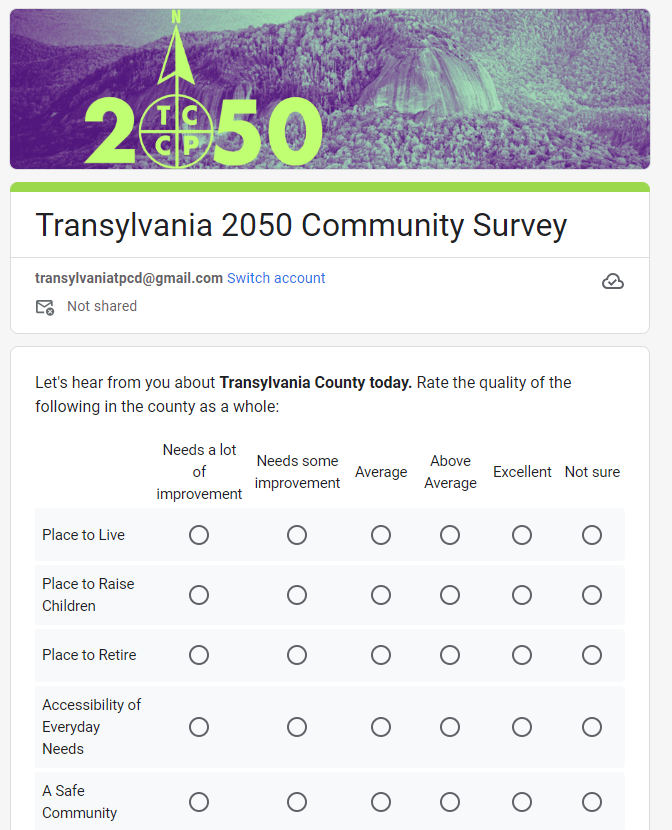 N
2050
T C
C P
Transylvania 2050 Community Survey
transylvaniatpcd@gmail.com Switch account
Not shared
Let's hear from you about Transylvania County today. Rate the quality of the
following in the county as a whole:
Needs a lot
of
improvement
Needs some
improvement
Average
Above
Average
Excellent
Not sure
Place to Live
Place to Raise
Children
Place to Retire
Accessibility of
Everyday
Needs
A Safe
Community